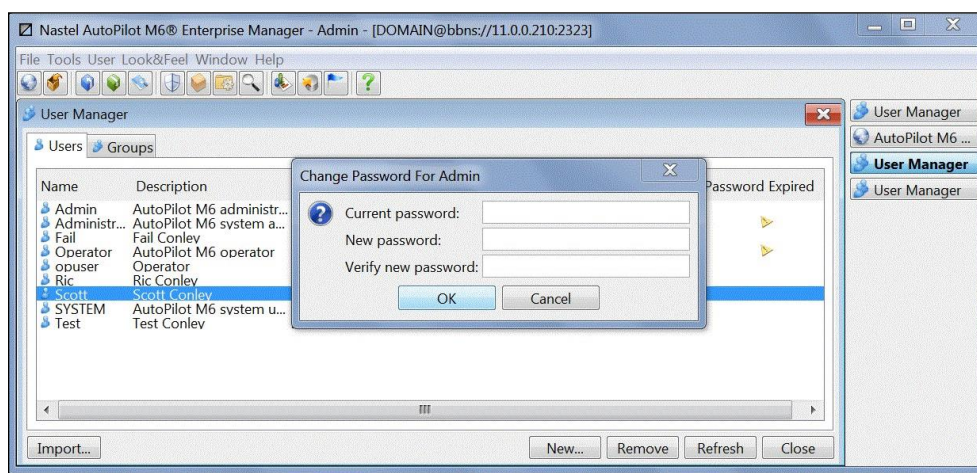 Nastel AutoPilot M6® Enterprise Manager - Admin - [DOMAIN@bbns://11.0.0.210:2323]
File Tools User Look&Feel Window Help
User Manager
Users Groups
Name Description Password Expired
Admin AutoPilot M6 administr...
Administr... AutoPilot M6 system a...
Fail Fail Conley
Operator AutoPilot M6 operator
opuser Operator
Ric Ric Conley
Scott Scott Conley
SYSTEM AutoPilot M6 system u...
Test Test Conley
Change Password For Admin
Current password:
New password:
Verify new password:
OK Cancel
Import... New... Remove Refresh Close
User Manager
AutoPilot M6 ...
User Manager
User Manager